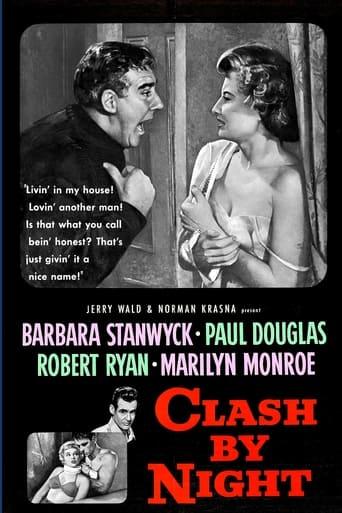 'Livin' in my house!
Lovin' another man!
Is that what you call
bein' honest? That's
just givin' it a
nice name!'
JERRY WALD & NORMAN KRASNA present
BARBARA STANWYCK · PAUL DOUGLAS
ROBERT RYAN · MARILYN MONROE
CLASH
BY
NIGHT